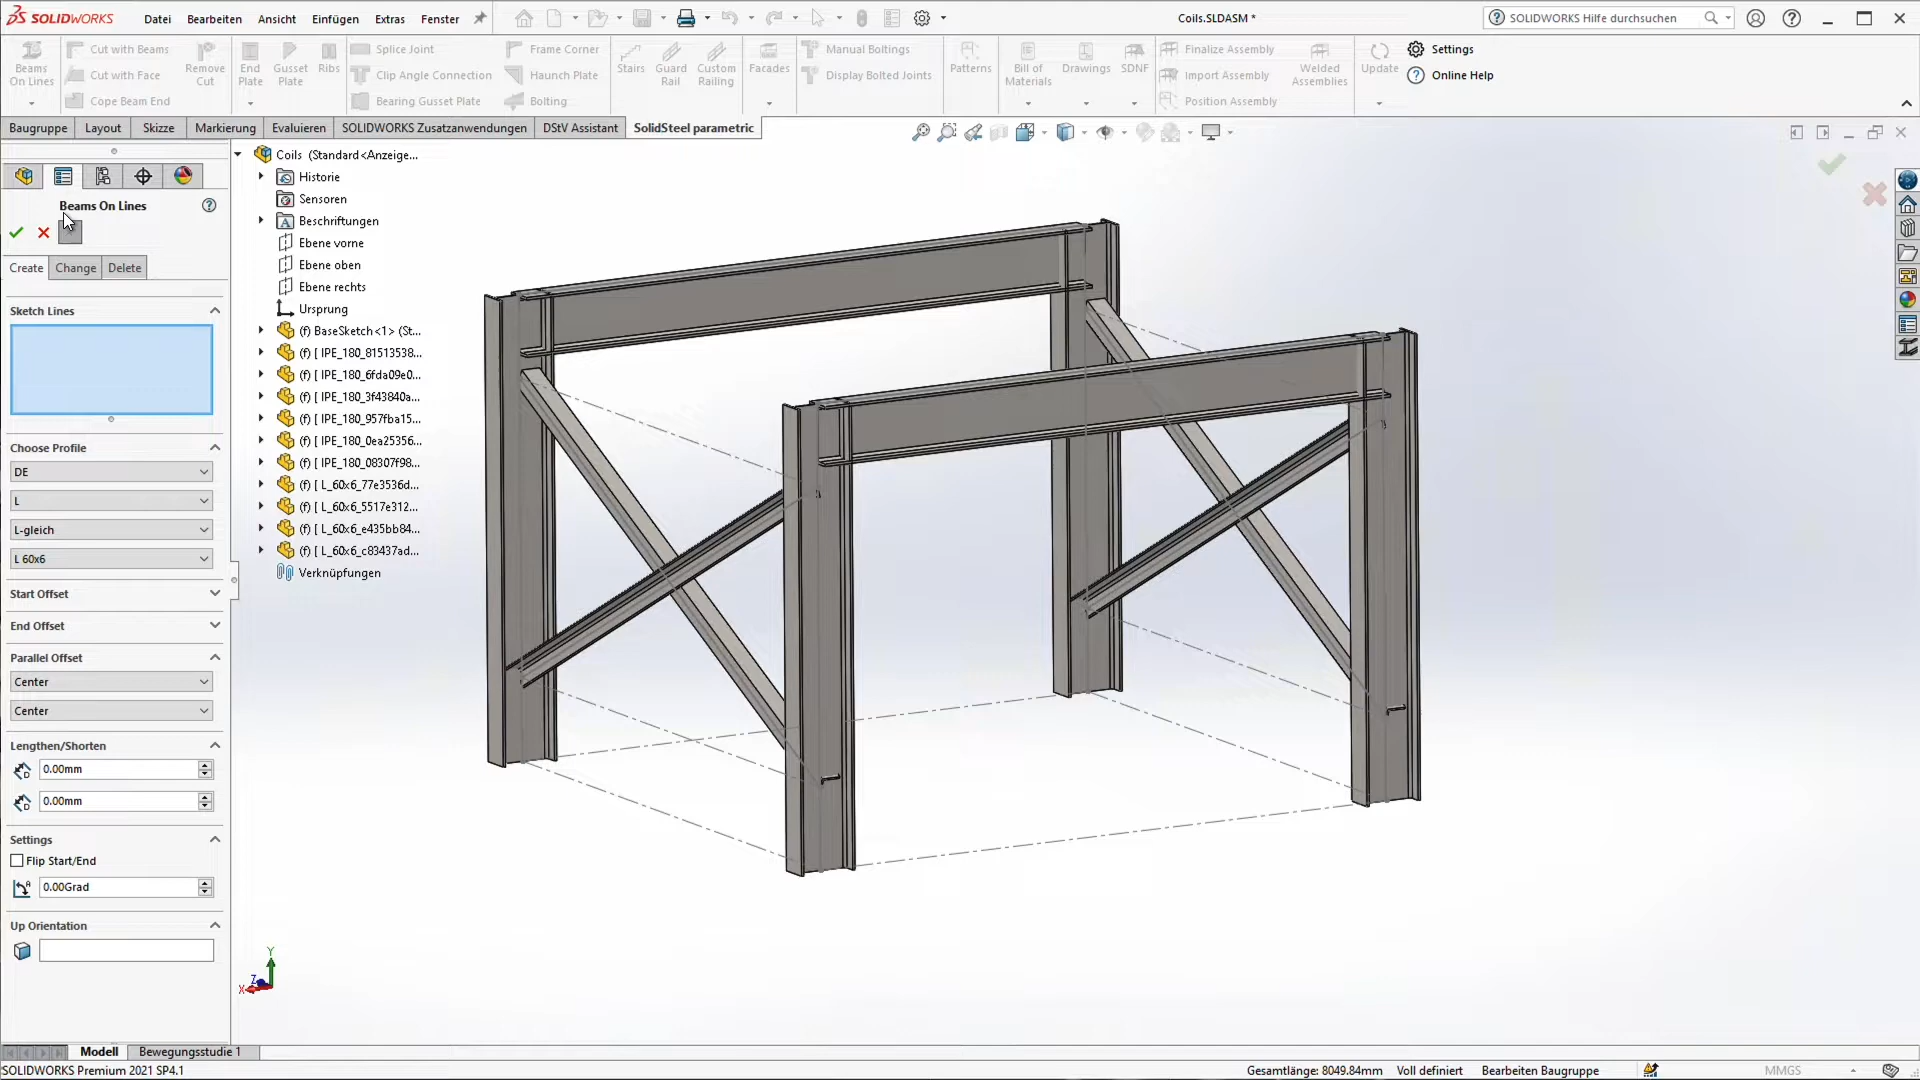 SOLIDWORKS
Datei Bearbeiten Ansicht Einfügen Extras Fenster
Coils.SLDASM *
SOLIDWORKS Hilfe durchsuchen
Beams On Lines
Cut with Beams
Cut with Face
Cope Beam End
Remove Cut
End Plate
Gusset Plate
Ribs
Splice Joint
Clip Angle Connection
Bearing Gusset Plate
Frame Corner
Haunch Plate
Bolting
Stairs
Guard Rail
Custom Railing
Facades
Manual Boltings
Display Bolted Joints
Patterns
Bill of Materials
Drawings
SDNF
Finalize Assembly
Import Assembly
Position Assembly
Welded Assemblies
Update
Settings
Online Help
Baugruppe Layout Skizze Markierung Evaluieren SOLIDWORKS Zusatzanwendungen DStV Assistant SolidSteel parametric
Beams On Lines
Create Change Delete
Sketch Lines
Choose Profile
DE
L
L-gleich
L 60x6
Start Offset
End Offset
Parallel Offset
Center
Center
Lengthen/Shorten
0.00mm
0.00mm
Settings
Flip Start/End
0.00Grad
Up Orientation
Coils (Standard<Anzeige...
Historie
Sensoren
Beschriftungen
Ebene vorne
Ebene oben
Ebene rechts
Ursprung
(f) BaseSketch<1> (St...
(f) [ IPE_180_81513538...
(f) [ IPE_180_6fda09e0...
(f) [ IPE_180_3f43840a...
(f) [ IPE_180_957fba15...
(f) [ IPE_180_0ea25356...
(f) [ IPE_180_08307f98...
(f) [ L_60x6_77e3536d...
(f) [ L_60x6_5517e312...
(f) [ L_60x6_e435bb84...
(f) [ L_60x6_c83437ad...
Verknüpfungen
Y
Z
X
Modell Bewegungsstudie 1
SOLIDWORKS Premium 2021 SP4.1
Gesamtlänge: 8049.84mm Voll definiert Bearbeiten Baugruppe MMGS